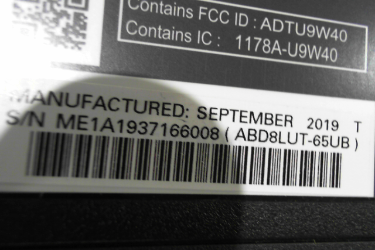 Contains FCC ID : ADTU9W40
Contains IC : 1178A-U9W40
MANUFACTURED: SEPTEMBER 2019 T
S/N ME1A1937166008 ( ABD8LUT-65UB )